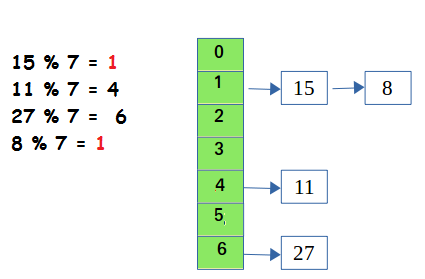 15 % 7 = 1
11 % 7 = 4
27 % 7 = 6
8 % 7 = 1
0
1 15 8
2
3
4 11
5
6 27